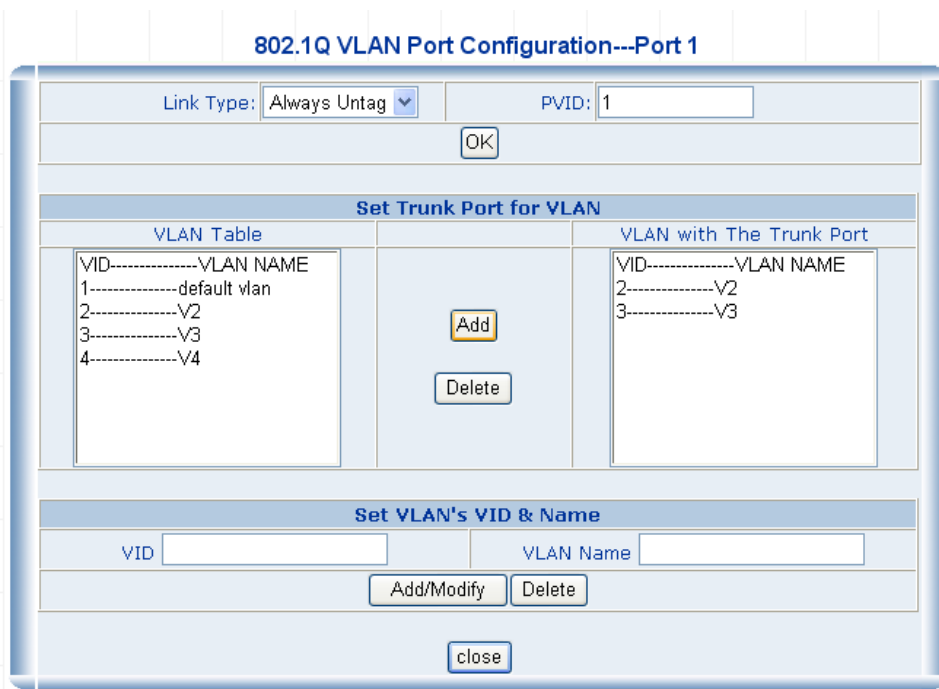 802.1Q VLAN Port Configuration---Port 1
Link Type: Always Untag PVID: 1
OK
Set Trunk Port for VLAN
VLAN Table VLAN with The Trunk Port
VID---------------VLAN NAME
1---------------default vlan
2---------------V2
3---------------V3
4---------------V4
Add
Delete
VID---------------VLAN NAME
2---------------V2
3---------------V3
Set VLAN's VID & Name
VID VLAN Name
Add/Modify Delete
close